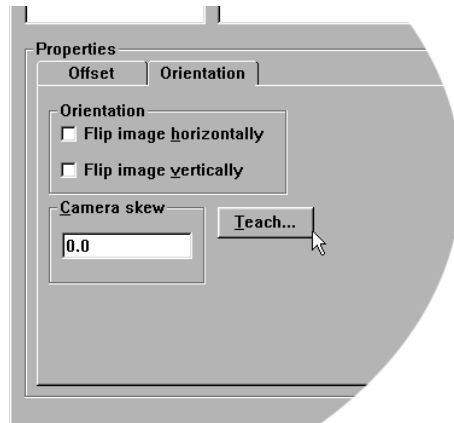 Properties
Offset Orientation
Orientation
Flip image horizontally
Flip image vertically
Camera skew
Teach...
0.0